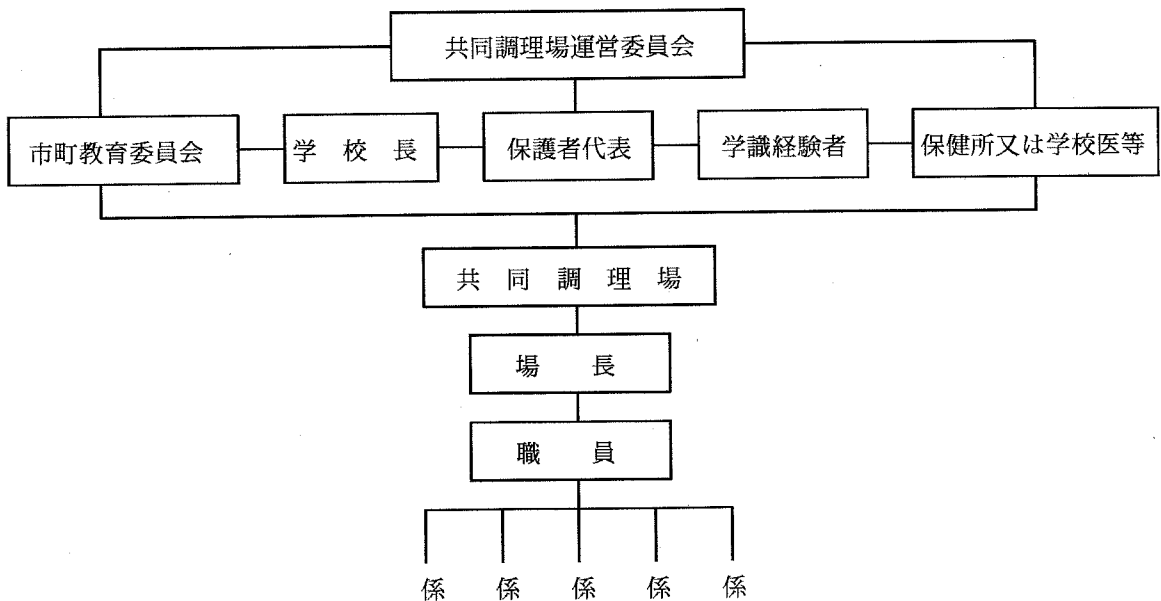 共同調理場運営委員会
市町教育委員会
学校長
保護者代表
学識経験者
保健所又は学校医等
共同調理場
場長
職員
係 係 係 係 係